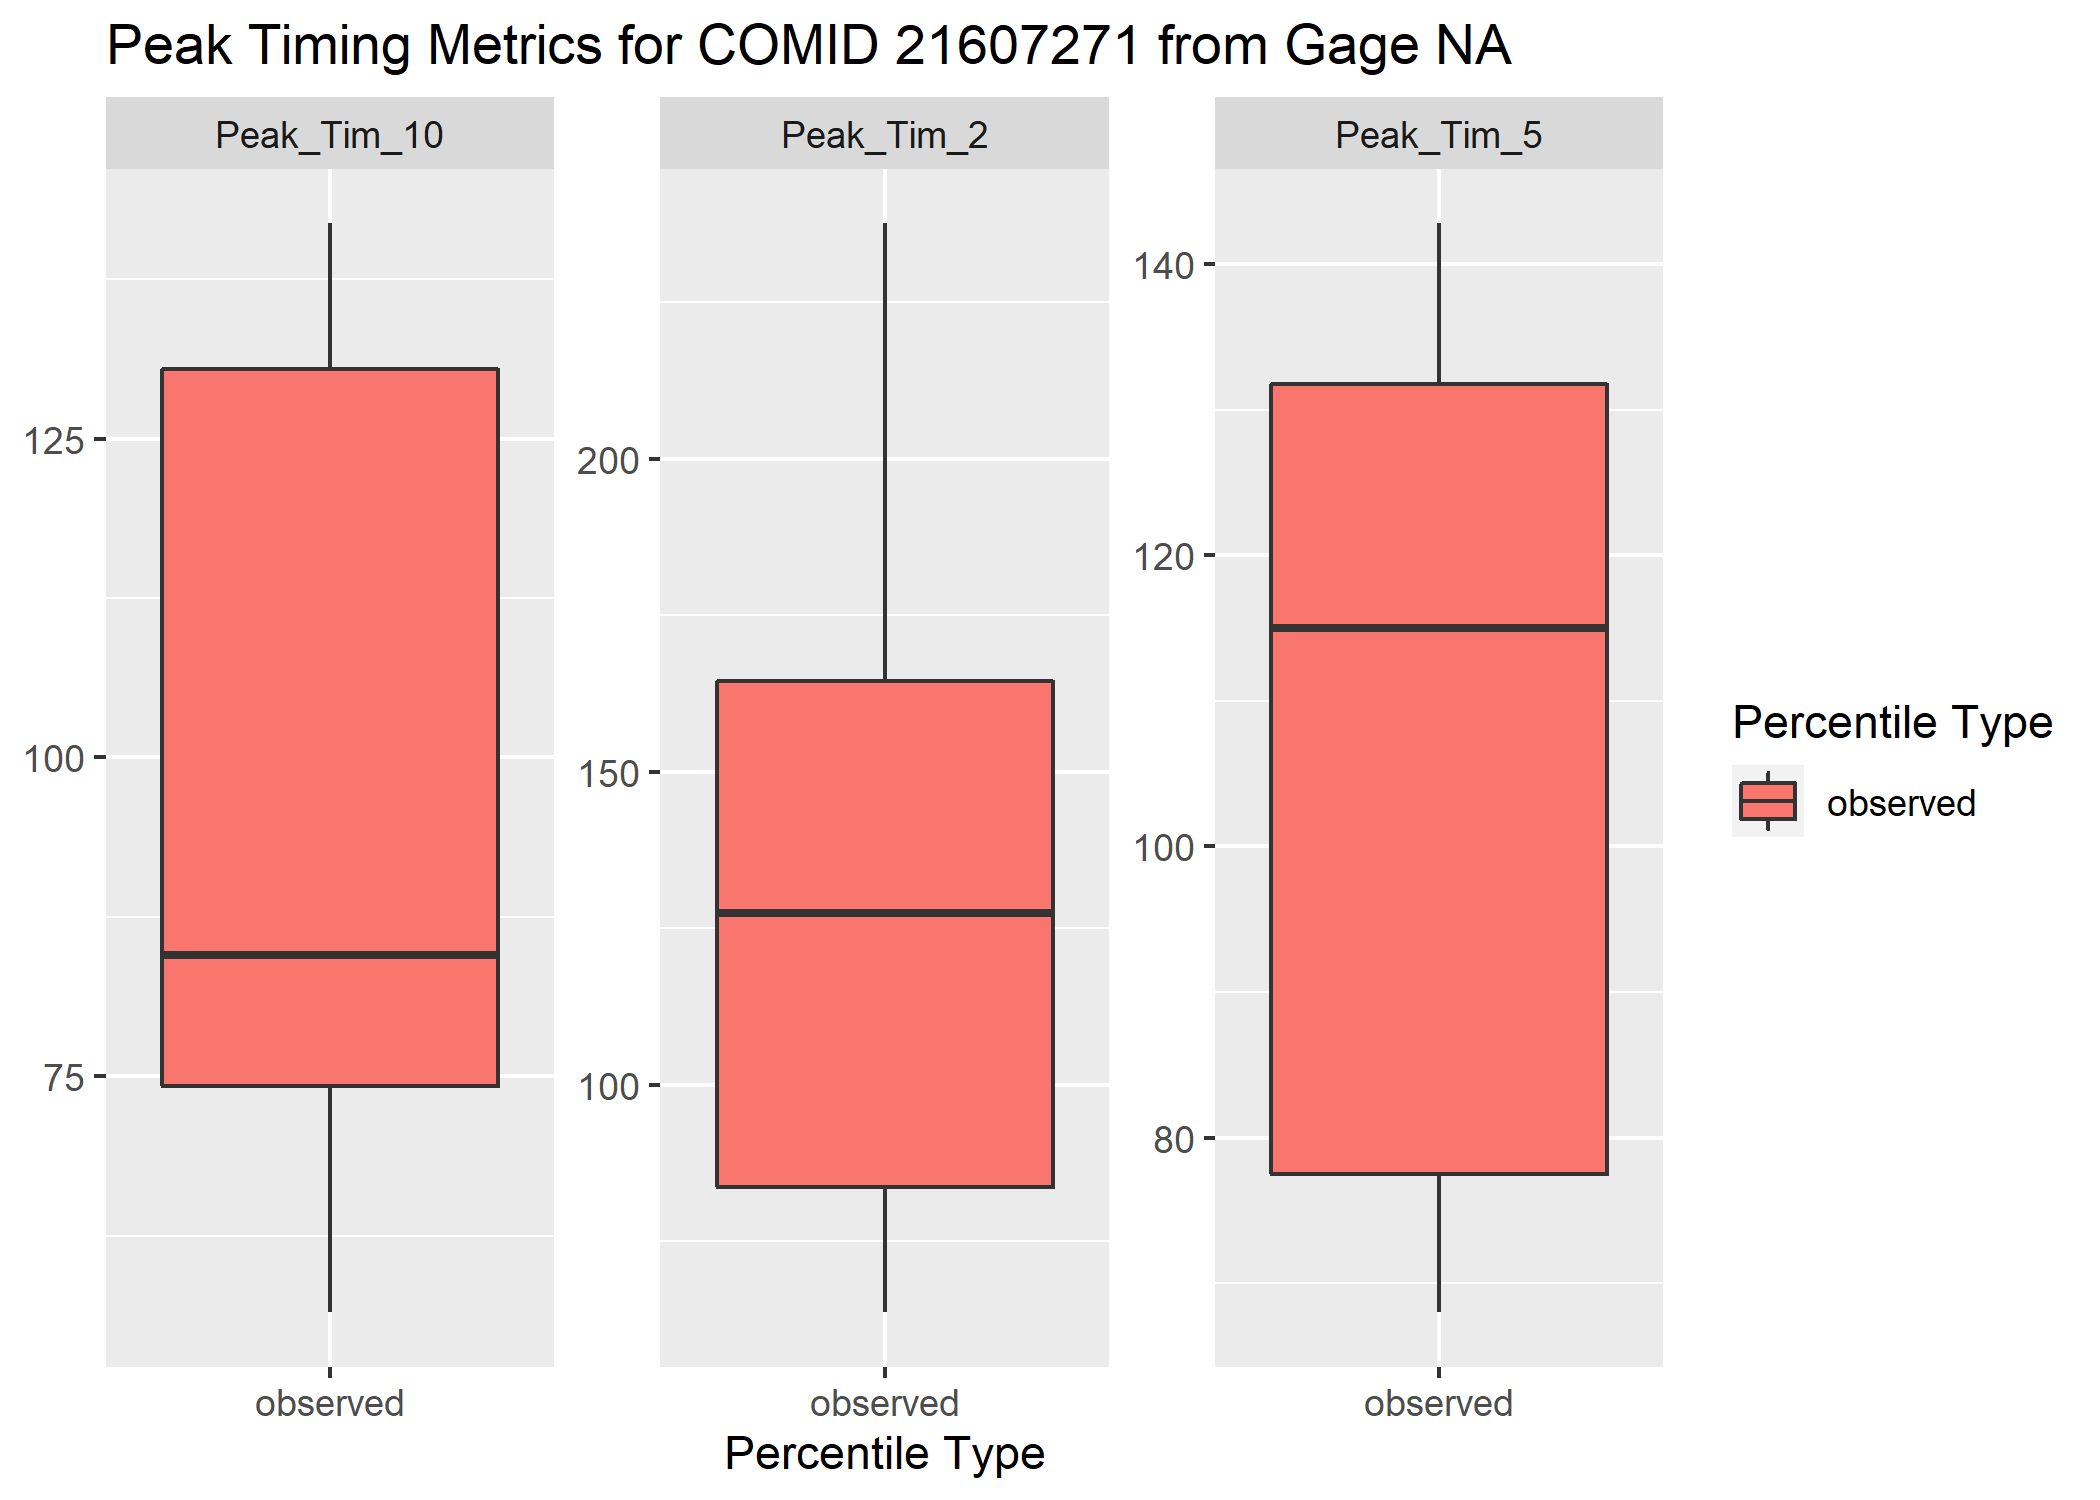 Peak Timing Metrics for COMID 21607271 from Gage NA
Peak_Tim_10
Peak_Tim_2
Peak_Tim_5
125
100
75
200
150
100
140
120
100
80
observed
observed
observed
Percentile Type
Percentile Type
observed